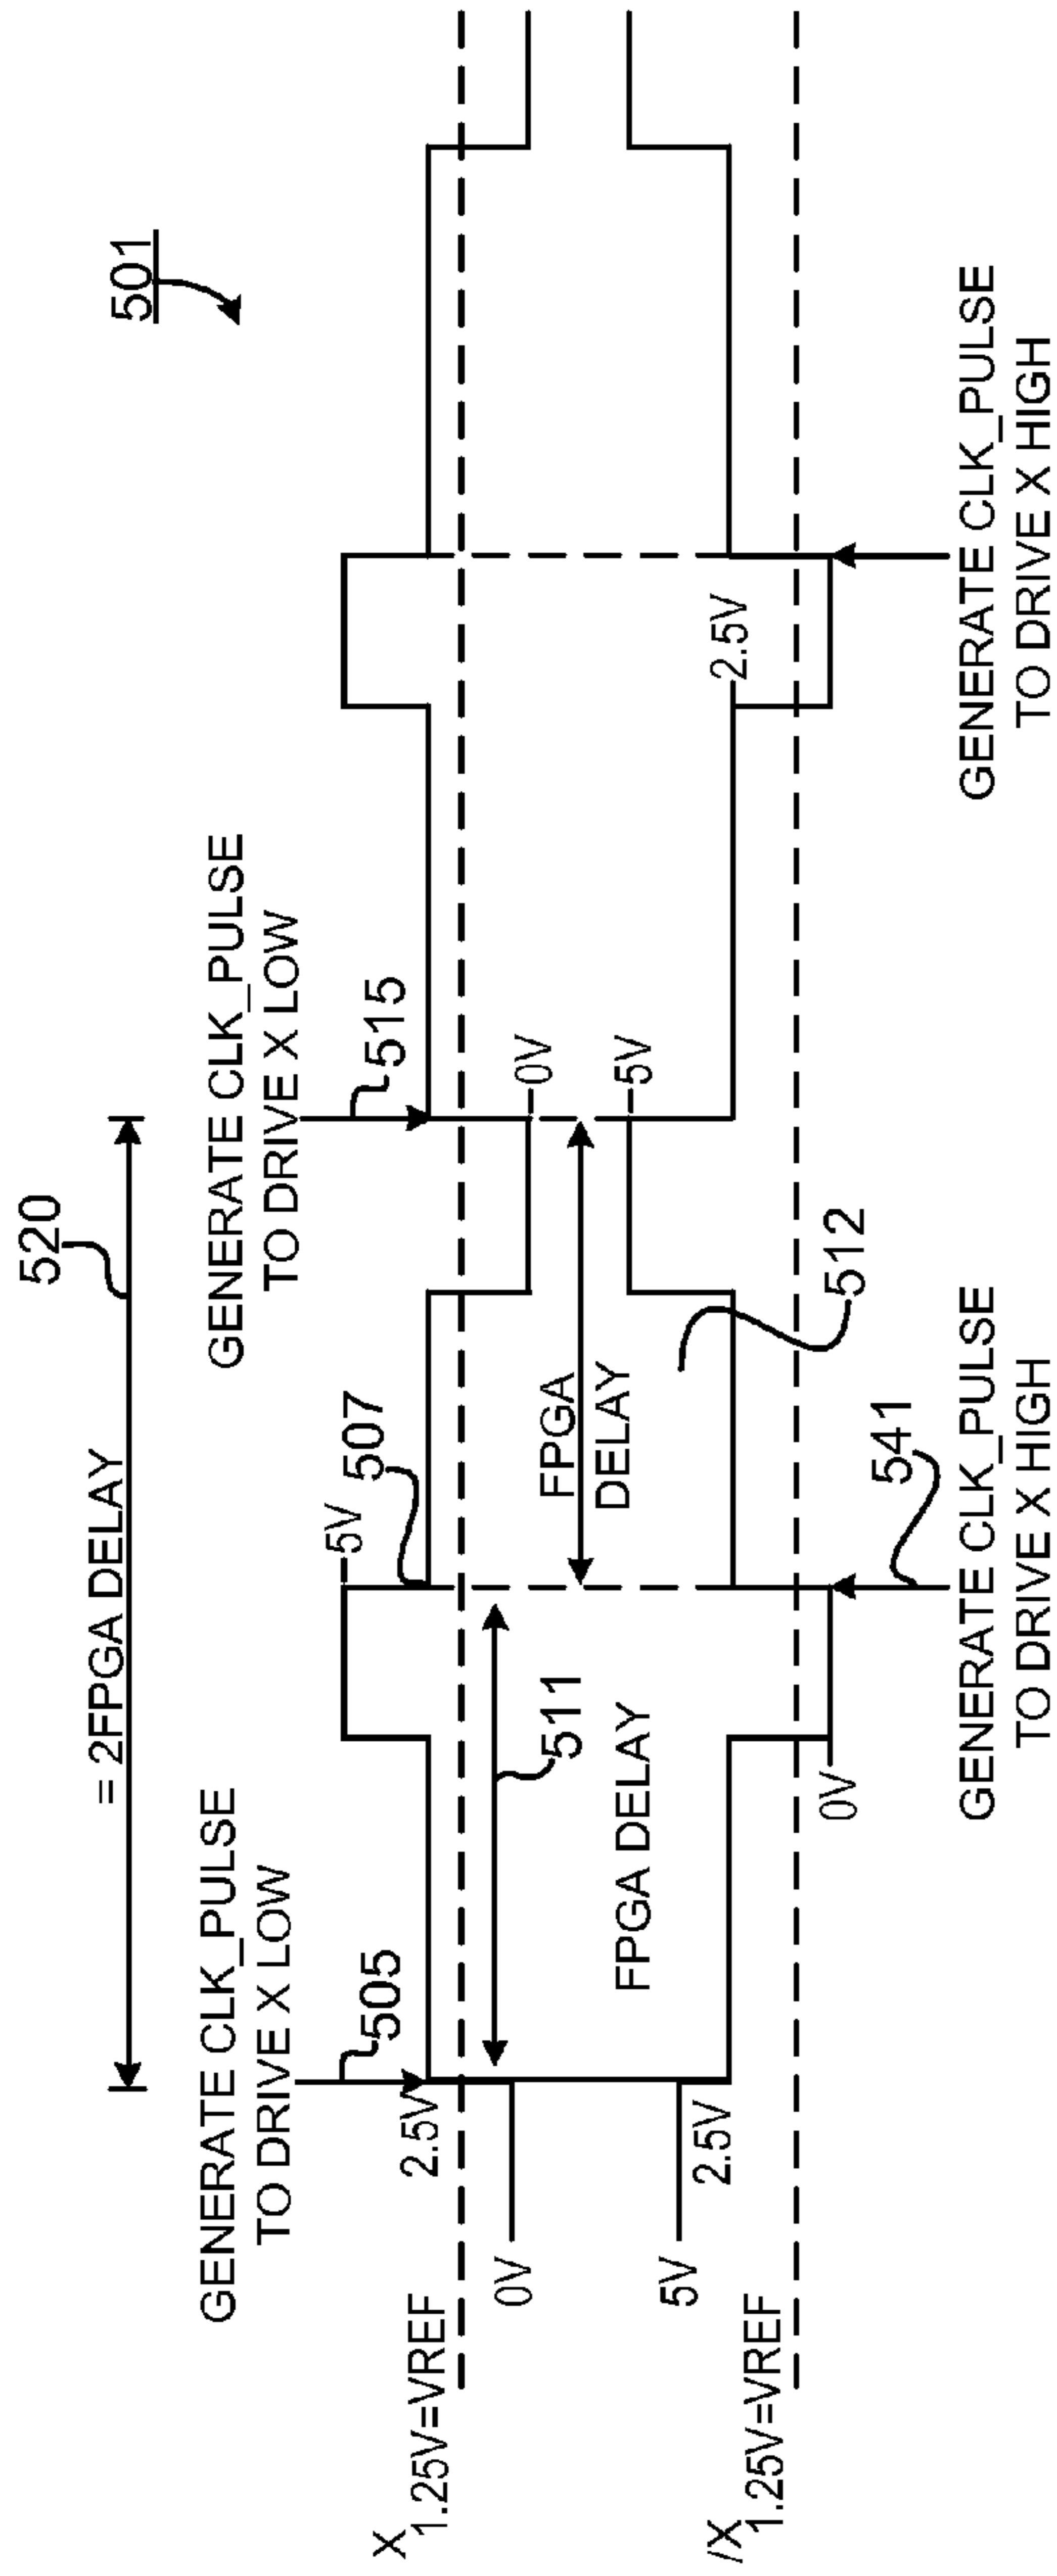 501
520
= 2FPGA DELAY
GENERATE CLK_PULSE
TO DRIVE X LOW
505
GENERATE CLK_PULSE
TO DRIVE X LOW
515
X
1.25V=VREF
2.5V
0V
5V
507
511
FPGA DELAY
FPGA
DELAY
0V
5V
512
/X
1.25V=VREF
5V
2.5V
0V
2.5V
541
GENERATE CLK_PULSE
TO DRIVE X HIGH
GENERATE CLK_PULSE
TO DRIVE X HIGH